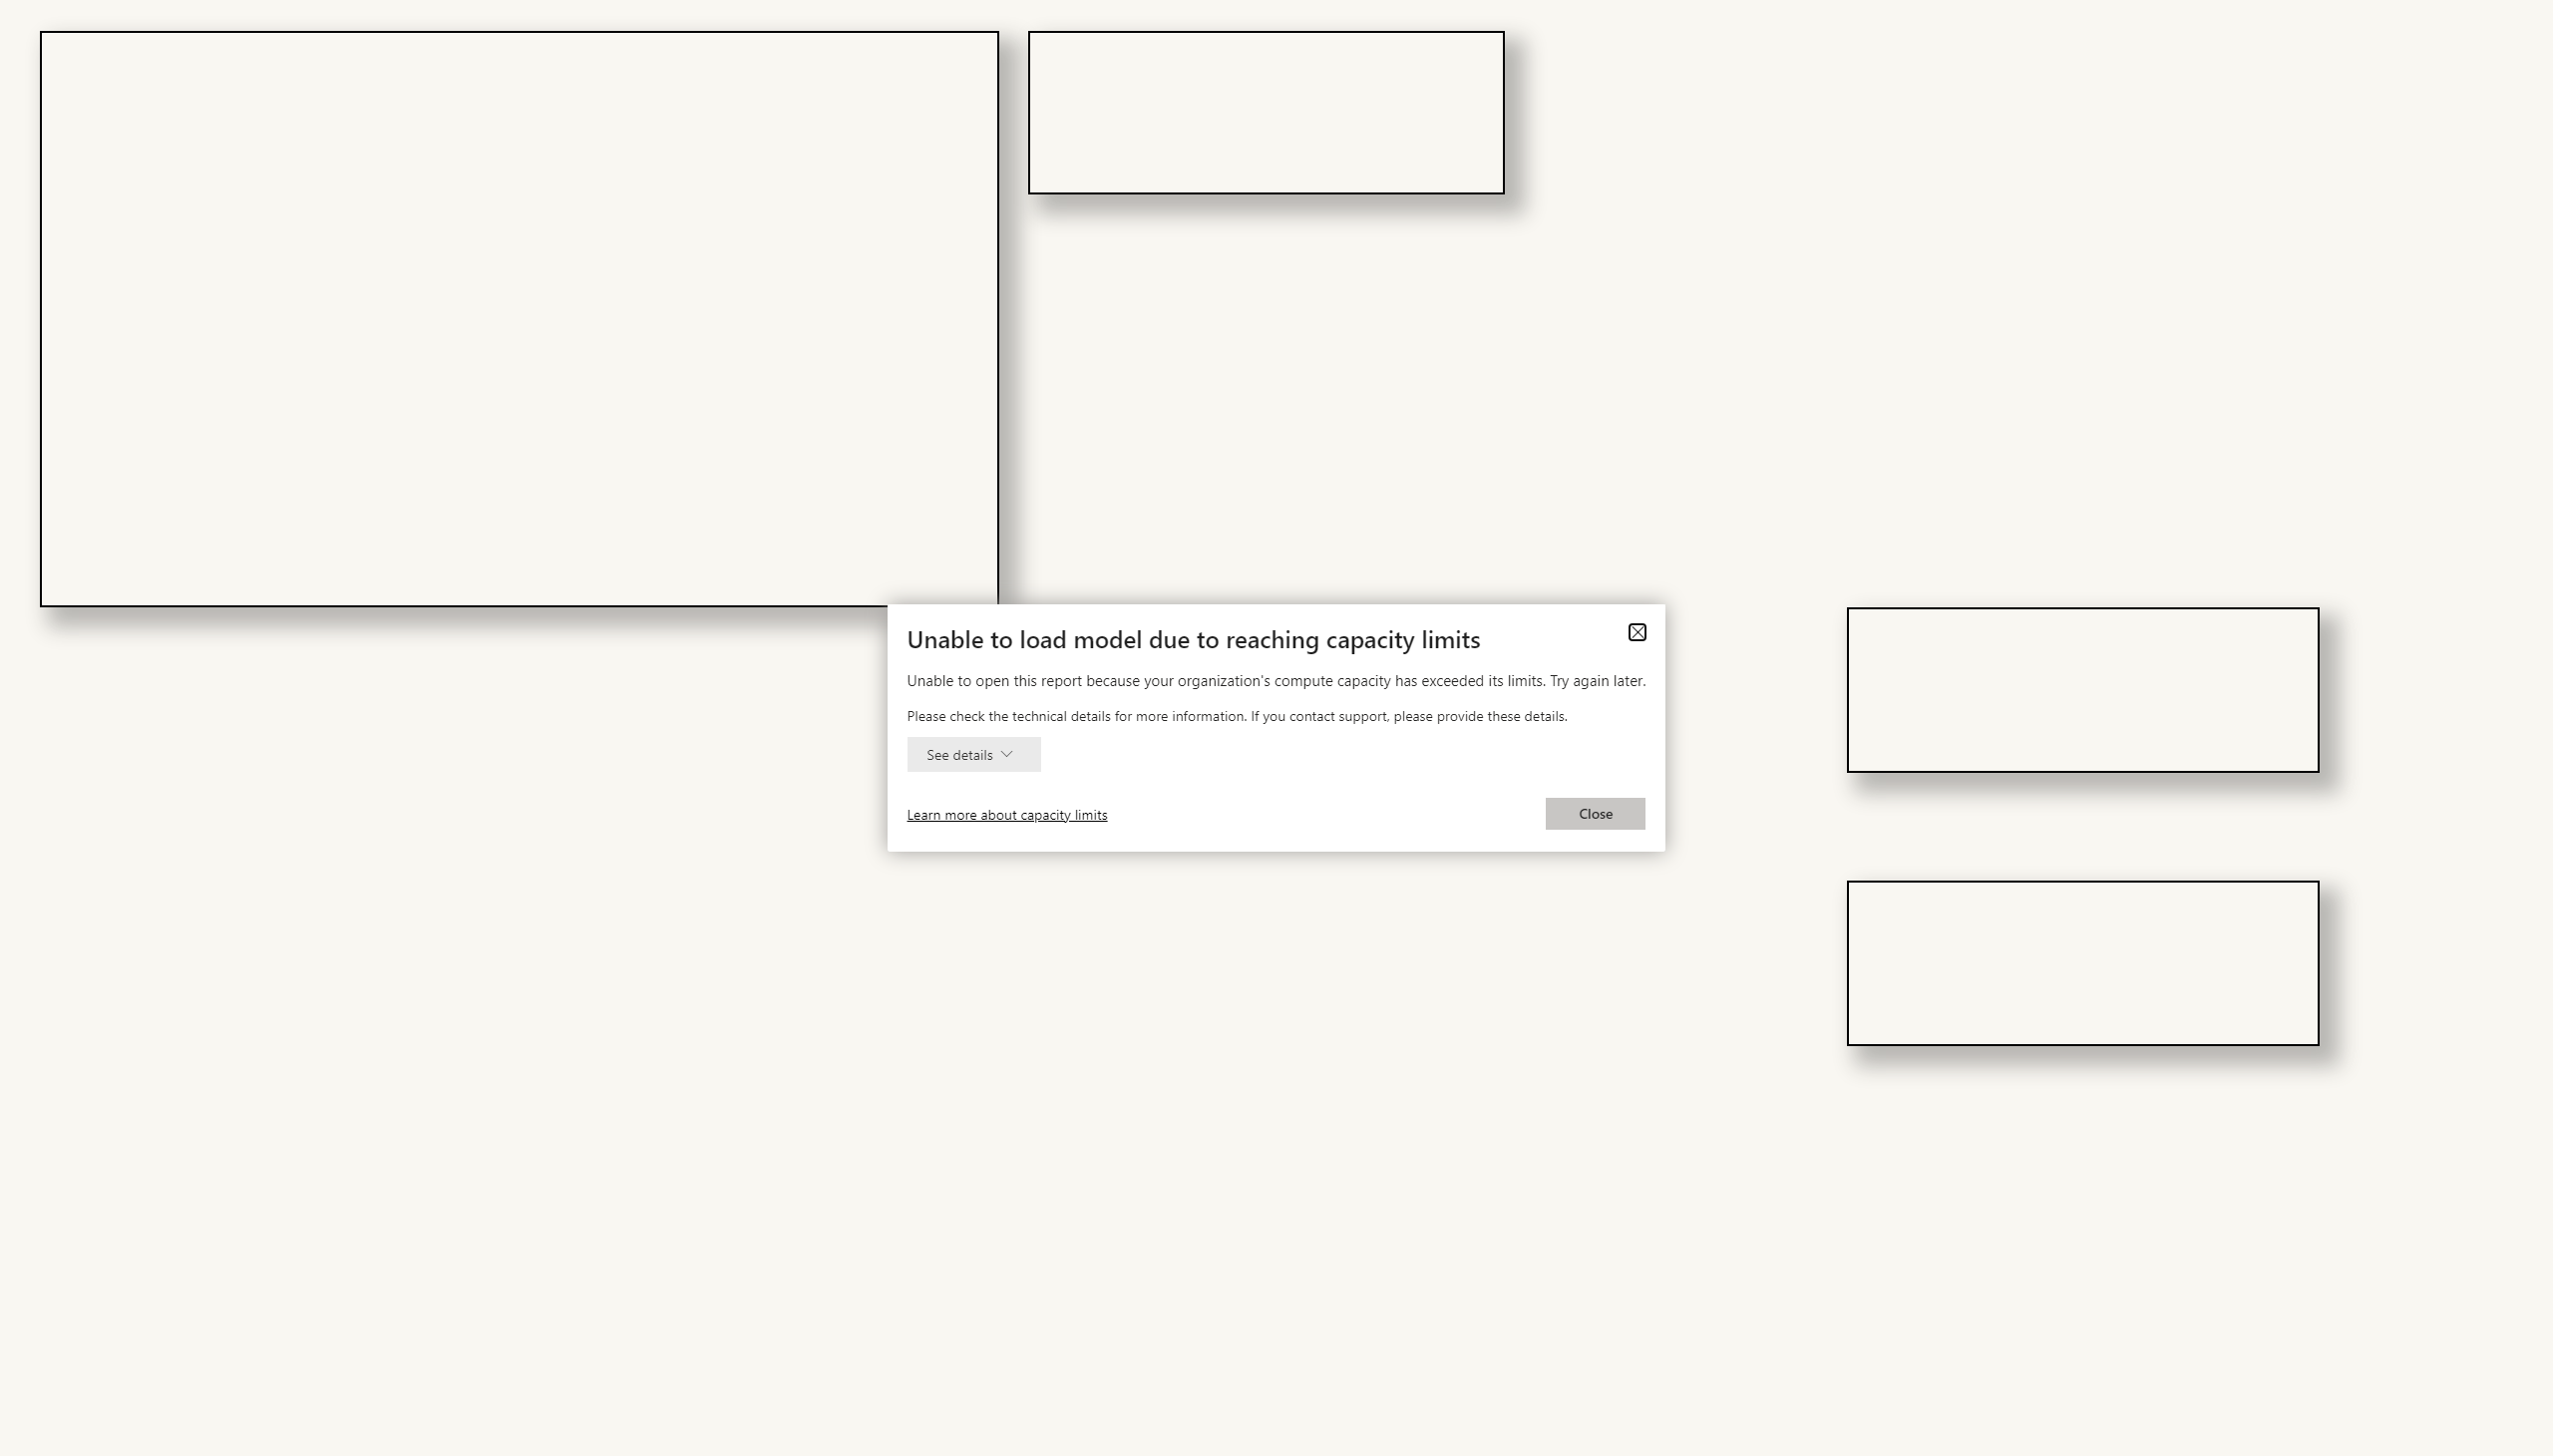 Unable to load model due to reaching capacity limits
Unable to open this report because your organization's compute capacity has exceeded its limits. Try again later.
Please check the technical details for more information. If you contact support, please provide these details.
See details
Learn more about capacity limits
Close